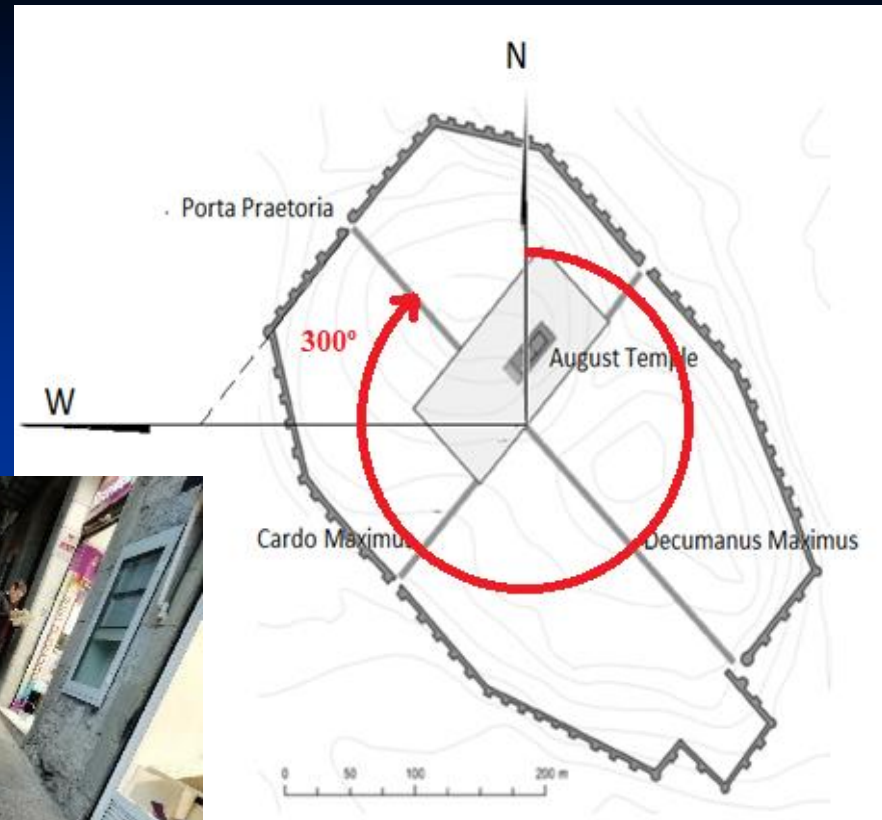 N
Porta Praetoria
300º
August Temple
W
Cardo Maximus
Decumanus Maximus
0 50 100 200 m